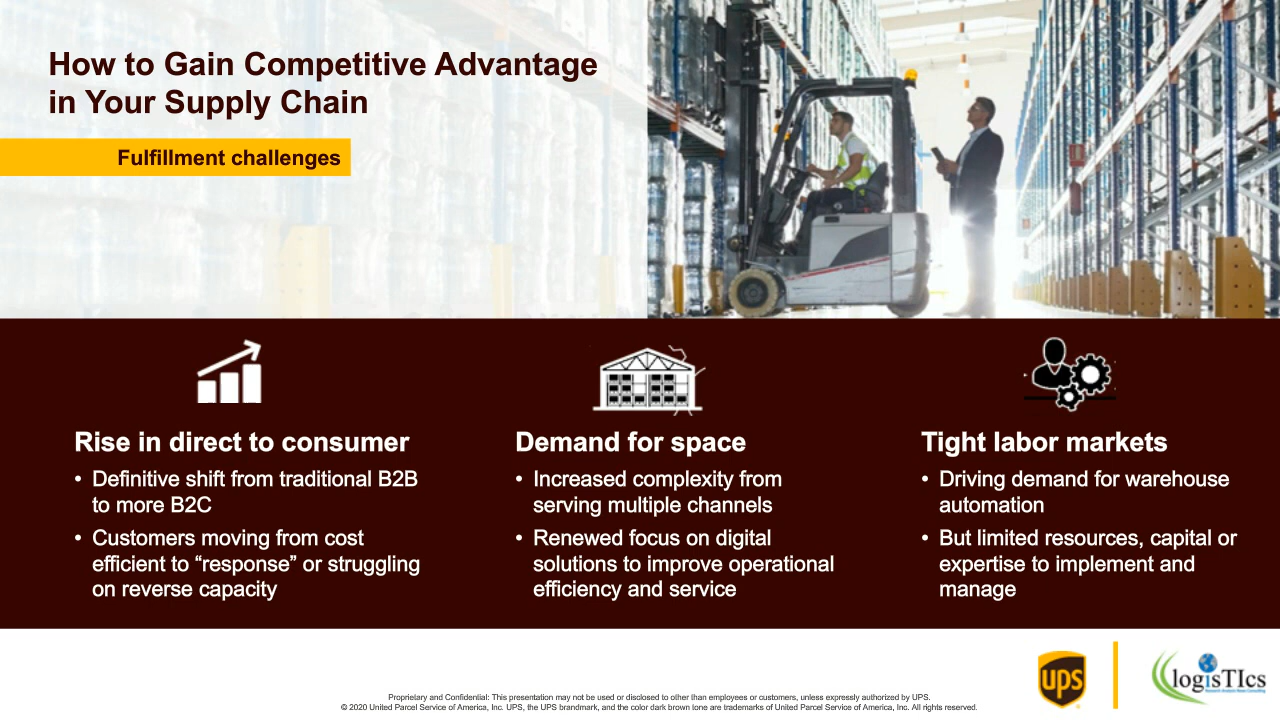 How to Gain Competitive Advantage
in Your Supply Chain
Fulfillment challenges
Rise in direct to consumer
• Definitive shift from traditional B2B
to more B2C
• Customers moving from cost
efficient to “response” or struggling
on reverse capacity
Demand for space
• Increased complexity from
serving multiple channels
• Renewed focus on digital
solutions to improve operational
efficiency and service
Tight labor markets
• Driving demand for warehouse
automation
• But limited resources, capital or
expertise to implement and
manage
ups
logisTIcs
Proprietary and Confidential: This presentation may not be used or disclosed to other than employees or customers, unless expressly authorized by UPS.
© 2020 United Parcel Service of America, Inc. UPS, the UPS brandmark, and the color dark brown tone are trademarks of United Parcel Service of America, Inc. All rights reserved.